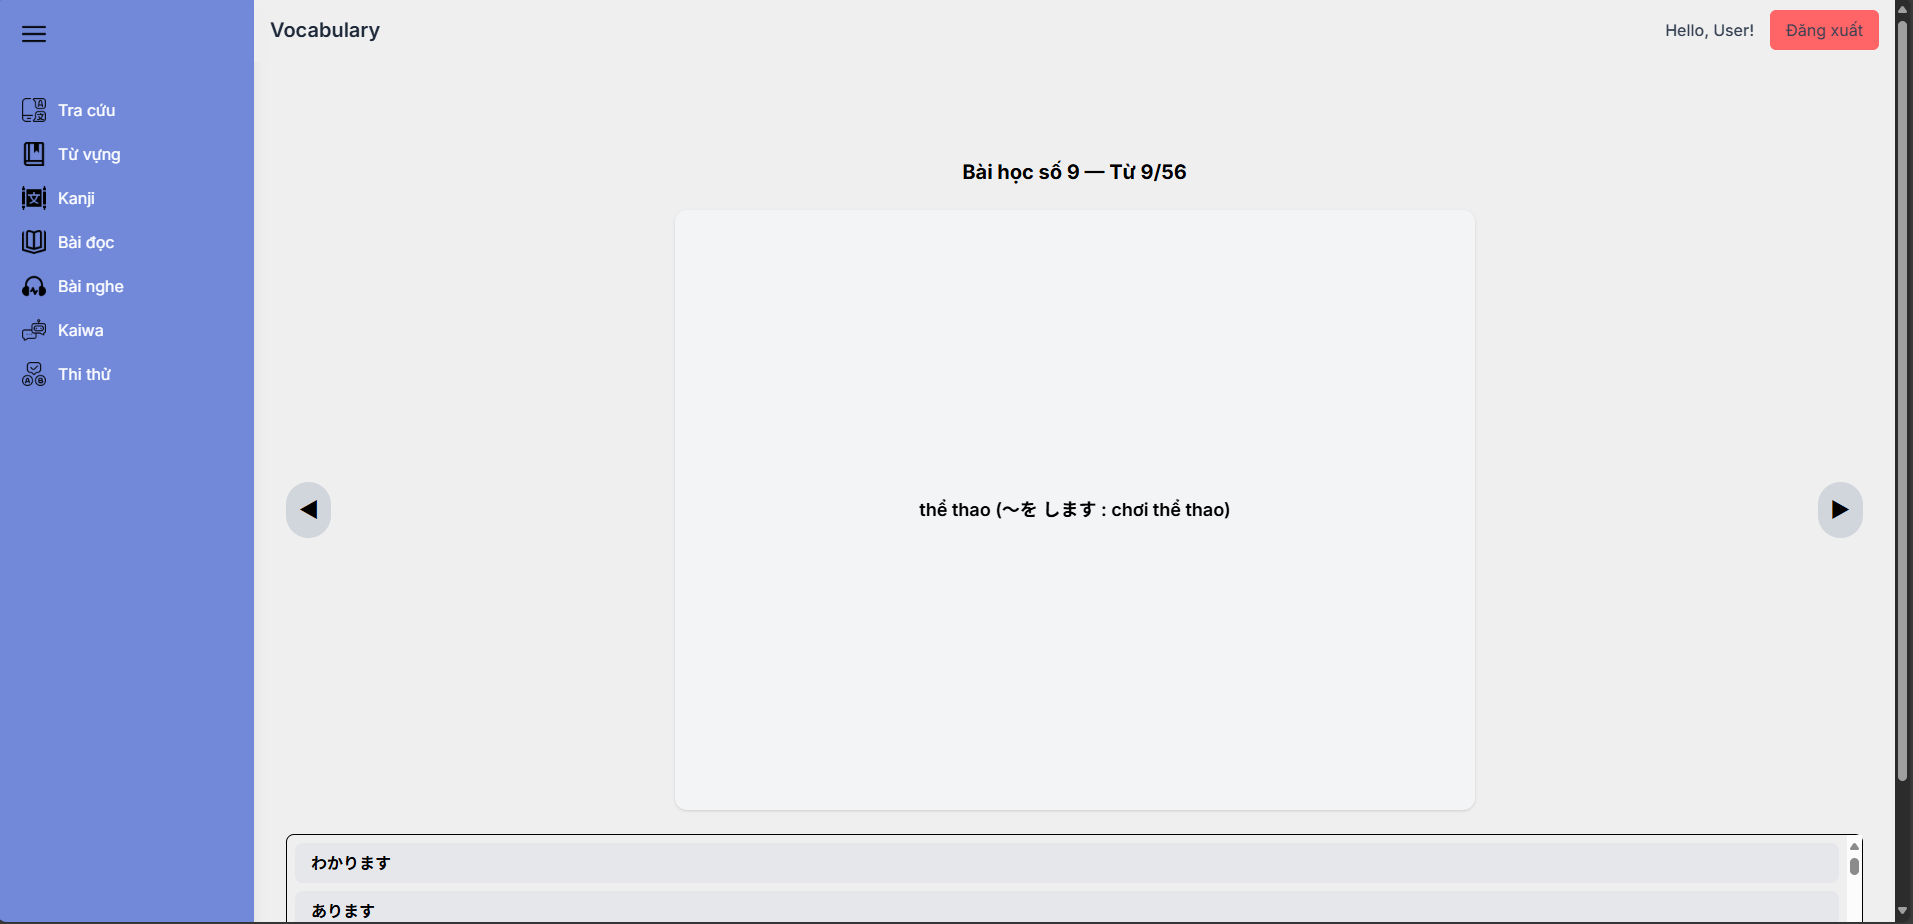 Vocabulary
Hello, User!
Đăng xuất
Tra cứu
Từ vựng
Kanji
Bài đọc
Bài nghe
Kaiwa
Thi thử
Bài học số 9 — Từ 9/56
thể thao (～を します : chơi thể thao)
わかります
あります